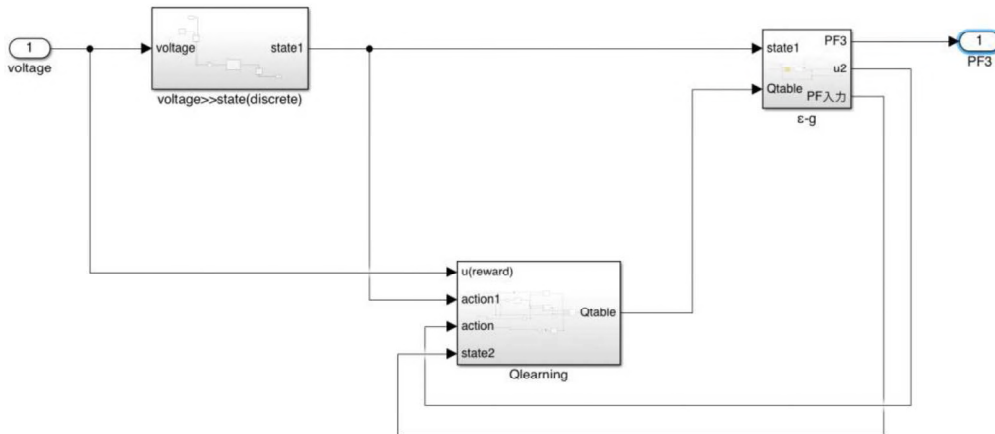 1
voltage
voltage
state1
voltage>>state(discrete)
state1
Qtable
PF3
u2
PF入力
ε-g
1
PF3
u(reward)
action1
action
state2
Qtable
Qlearning